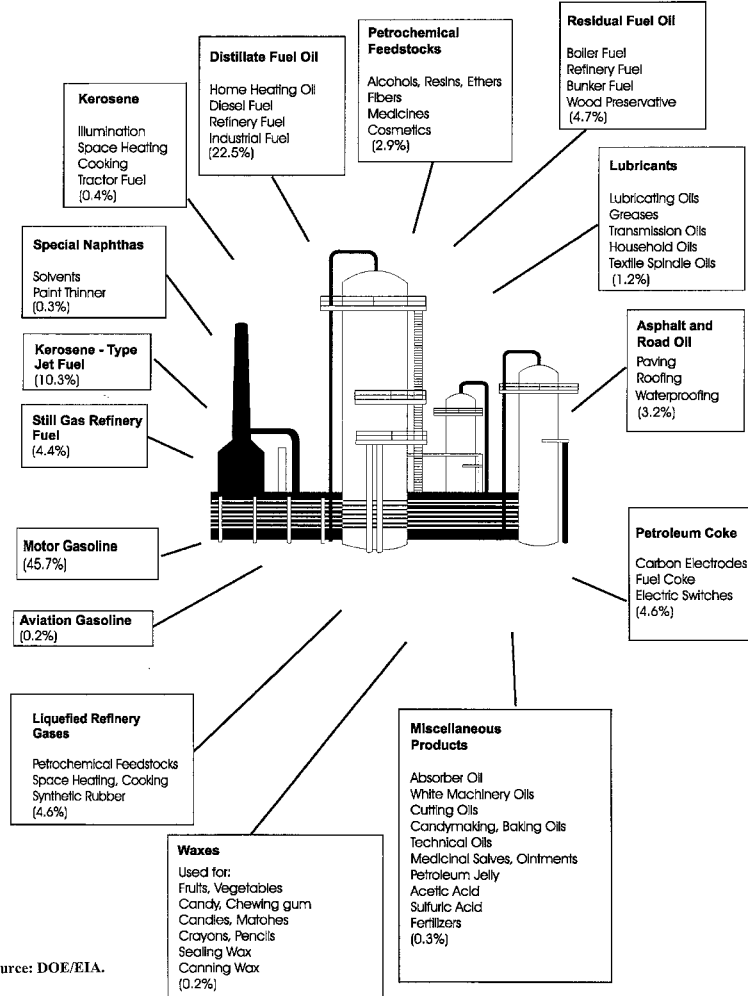 Residual Fuel Oil
Boiler Fuel
Refinery Fuel
Bunker Fuel
Wood Preservative
(4.7%)
Petrochemical
Feedstocks
Alcohols, Resins, Ethers
Fibers
Medicines
Cosmetics
(2.9%)
Distillate Fuel Oil
Home Heating Oil
Diesel Fuel
Refinery Fuel
Industrial Fuel
(22.5%)
Kerosene
Illumination
Space Heating
Cooking
Tractor Fuel
(0.4%)
Lubricants
Lubricating Oils
Greases
Transmission Oils
Household Oils
Textile Spindle Oils
(1.2%)
Special Naphthas
Solvents
Paint Thinner
(0.3%)
Kerosene - Type
Jet Fuel
(10.3%)
Asphalt and
Road Oil
Paving
Roofing
Waterproofing
(3.2%)
Still Gas Refinery
Fuel
(4.4%)
Motor Gasoline
(45.7%)
Petroleum Coke
Carbon Electrodes
Fuel Coke
Electric Switches
(4.6%)
Aviation Gasoline
(0.2%)
Liquefied Refinery
Gases
Petrochemical Feedstocks
Space Heating, Cooking
Synthetic Rubber
(4.6%)
Miscellaneous
Products
Absorber Oil
White Machinery Oils
Cutting Oils
Candymaking, Baking Oils
Technical Oils
Medicinal Salves, Ointments
Petroleum Jelly
Acetic Acid
Sulfuric Acid
Fertilizers
(0.3%)
Waxes
Used for:
Fruits, Vegetables
Candy, Chewing gum
Candles, Matches
Crayons, Pencils
Sealing Wax
Canning Wax
(0.2%)
urce: DOE/EIA.